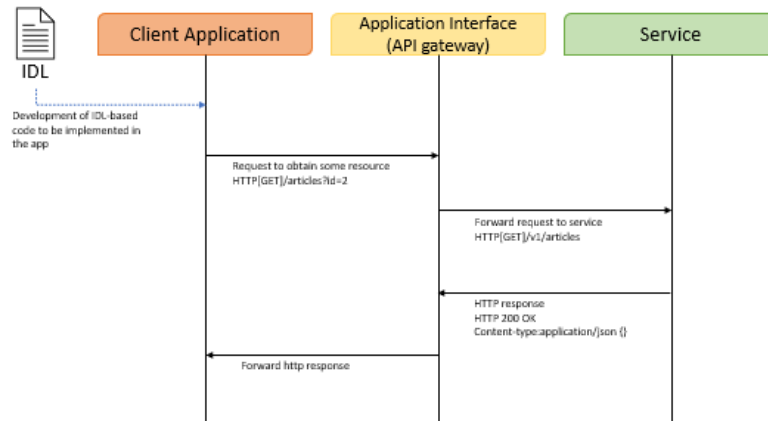 IDL
Client Application
Application Interface
(API gateway)
Service
Development of IDL-based
code to be implemented in
the app
Request to obtain some resource
HTTP[GET]/articles?id=2
Forward request to service
HTTP[GET]/v1/articles
HTTP response
HTTP 200 OK
Content-type:application/json {}
Forward http response